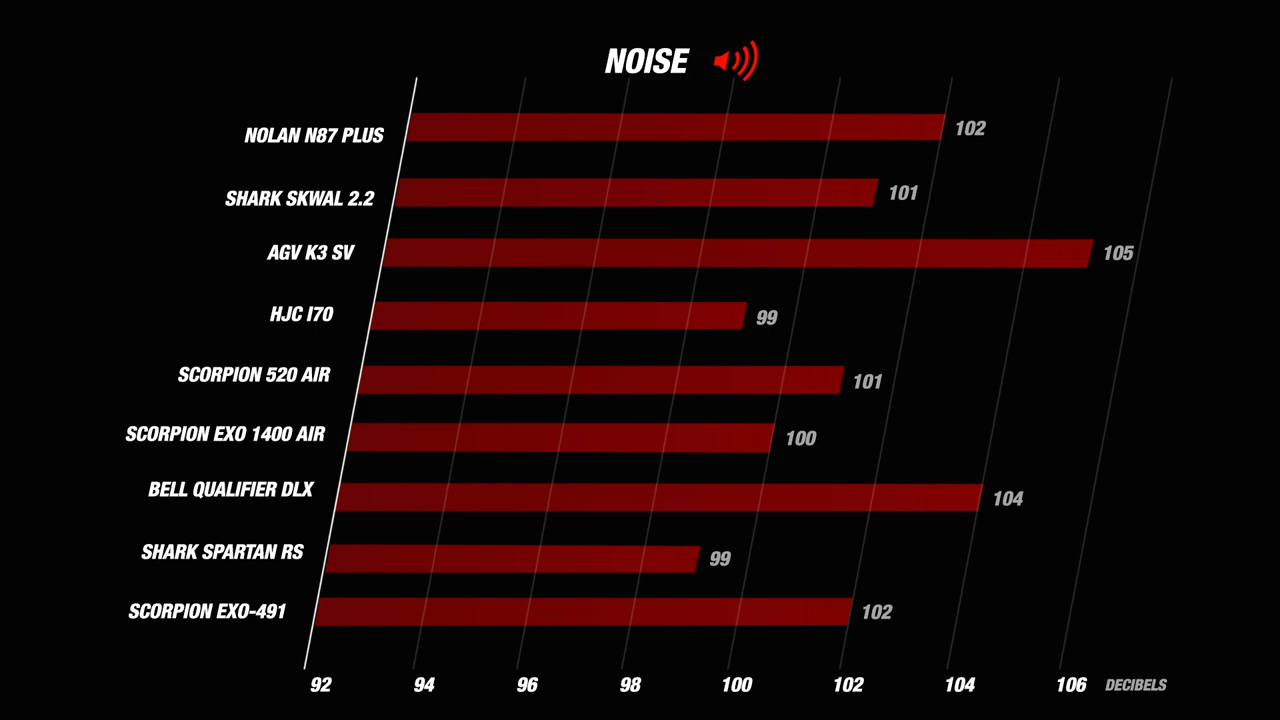 NOISE
NOLAN N87 PLUS 102
SHARK SKWAL 2.2 101
AGV K3 SV 105
HJC I70 99
SCORPION 520 AIR 101
SCORPION EXO 1400 AIR 100
BELL QUALIFIER DLX 104
SHARK SPARTAN RS 99
SCORPION EXO-491 102
92 94 96 98 100 102 104 106 DECIBELS